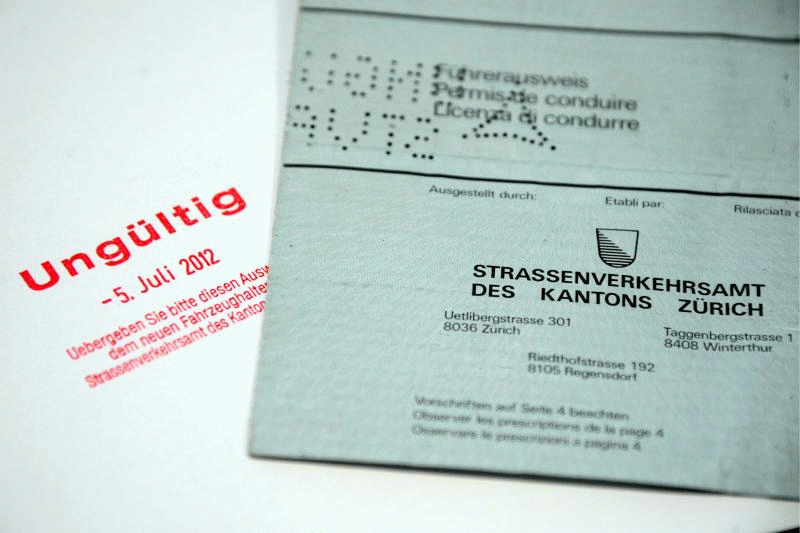 Führerausweis
Permis de conduire
Licenza di condurre
Ausgestellt durch:
Etabli par:
Rilasciata
STRASSENVERKEHRSAMT
DES KANTONS ZÜRICH
Uetlibergstrasse 301
8036 Zürich
Taggenbergstrasse 1
8408 Winterthur
Riedthofstrasse 192
8105 Regensdorf
Vorschriften auf Seite 4 beachten
Observer les prescriptions de la page 4
Osservare le prescrizioni a pagina 4
Ungültig
-5. Juli 2012
Uebergeben Sie bitte diesen Ausw
dem neuen Fahrzeughalter
Strassenverkehrsamt des Kanton